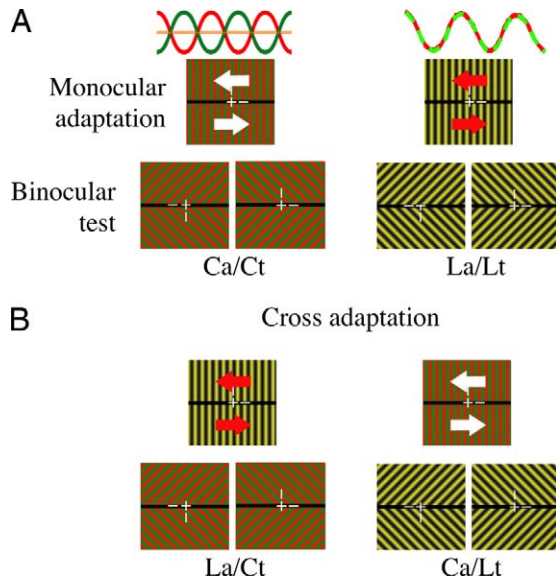 A
Monocular
adaptation
Binocular
test
Ca/Ct
La/Lt
B
Cross adaptation
La/Ct
Ca/Lt